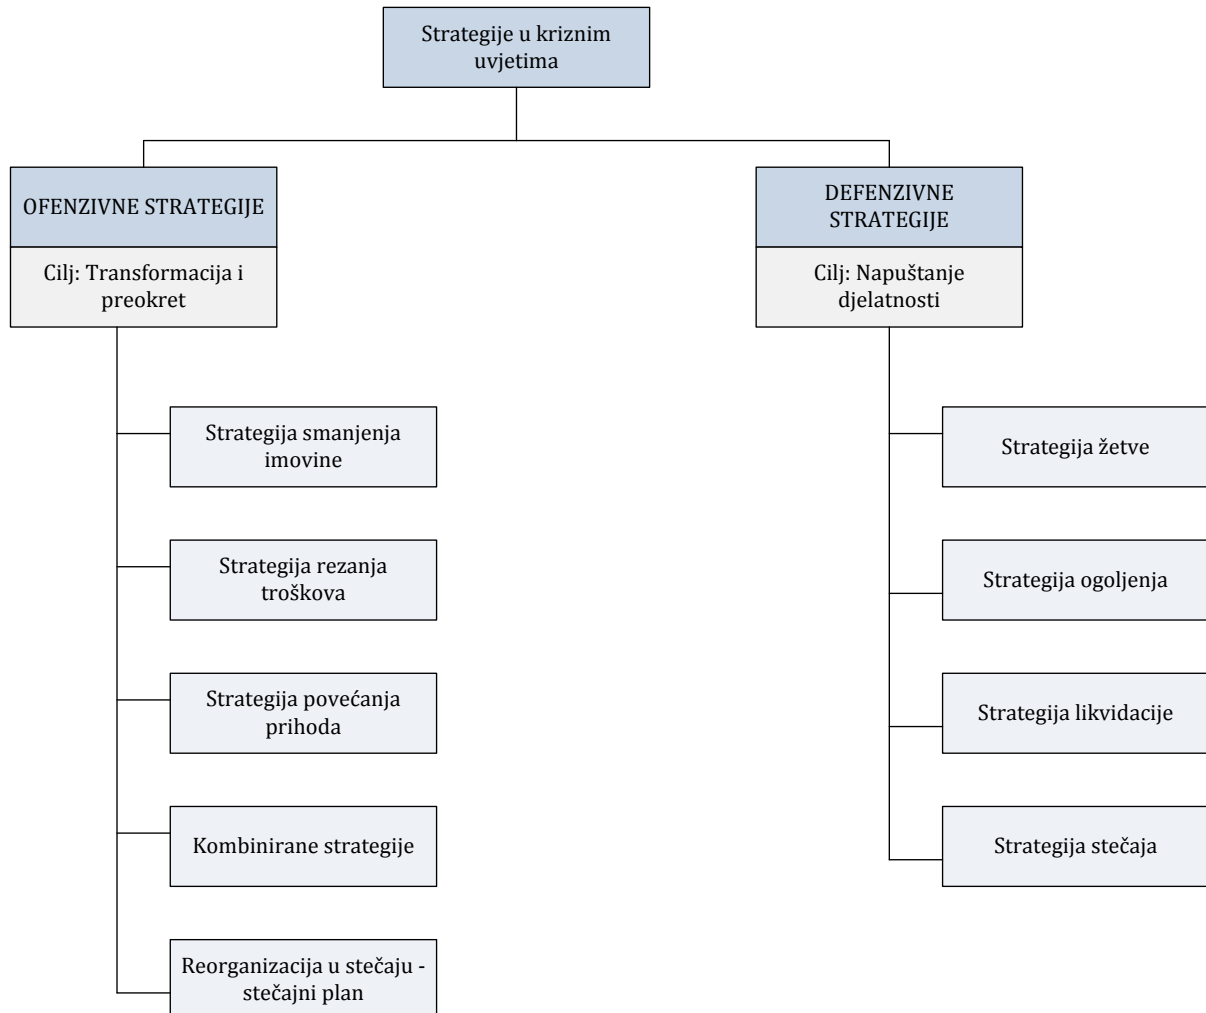 Strategije u kriznim
uvjetima
OFENZIVNE STRATEGIJE
Cilj: Transformacija i
preokret
Strategija smanjenja
imovine
Strategija rezanja
troškova
Strategija povećanja
prihoda
Kombinirane strategije
Reorganizacija u stečaju -
stečajni plan
DEFENZIVNE
STRATEGIJE
Cilj: Napuštanje
djelatnosti
Strategija žetve
Strategija ogoljenja
Strategija likvidacije
Strategija stečaja